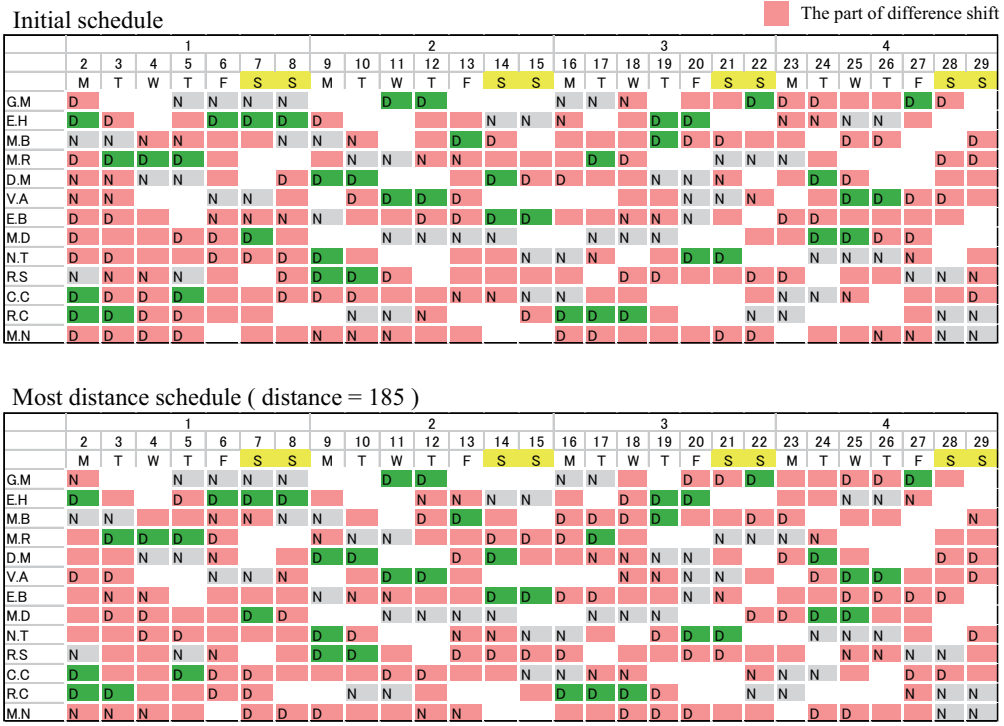 Initial schedule
The part of difference shift
1 2 3 4
2 3 4 5 6 7 8 9 10 11 12 13 14 15 16 17 18 19 20 21 22 23 24 25 26 27 28 29
M T W T F S S M T W T F S S M T W T F S S M T W T F S S
G.M D N N N N D D N N N D D D D D
E.H D D D D D D N N N D D N N N N
M.B N N N N N N N D D D D D D D D
M.R D D D D N N N N D D N N N D D
D.M N N N N D D D D D D N N N D D
V.A N N N N D D D D N N N D D D D
E.B D D N N N N D D D D N N N D D
M.D D D D D N N N N N N N D D D D
N.T D D D D D D N N N D D N N N N
R.S N N N N D D D D D D D D N N N
C.C D D D D D D D N N N N N N N D
R.C D D D D N N N D D D D N N N N
M.N D D D D N N N D D D D N N N N
Most distance schedule ( distance = 185 )
1 2 3 4
2 3 4 5 6 7 8 9 10 11 12 13 14 15 16 17 18 19 20 21 22 23 24 25 26 27 28 29
M T W T F S S M T W T F S S M T W T F S S M T W T F S S
G.M N N N N N D D N N D D D D D D
E.H D D D D D N N N N D D D N N N
M.B N N N N N N D D D D D D D D N
M.R D D D D N N N D D D D N N N N
D.M N N N D D D D N N N N D D D D
V.A D D N N N D D N N N N D D D D
E.B N N N N N D D D D N N D D D D
M.D D D D D N N N N N N N D D D D
N.T D D D D N N N N D D D N N N D
R.S N N N D D D D D D D D N N N N
C.C D D D D D D N N N N N N N D D
R.C D D D D N N D D D D N N N N N
M.N N N N D D D N N D D D D D N N